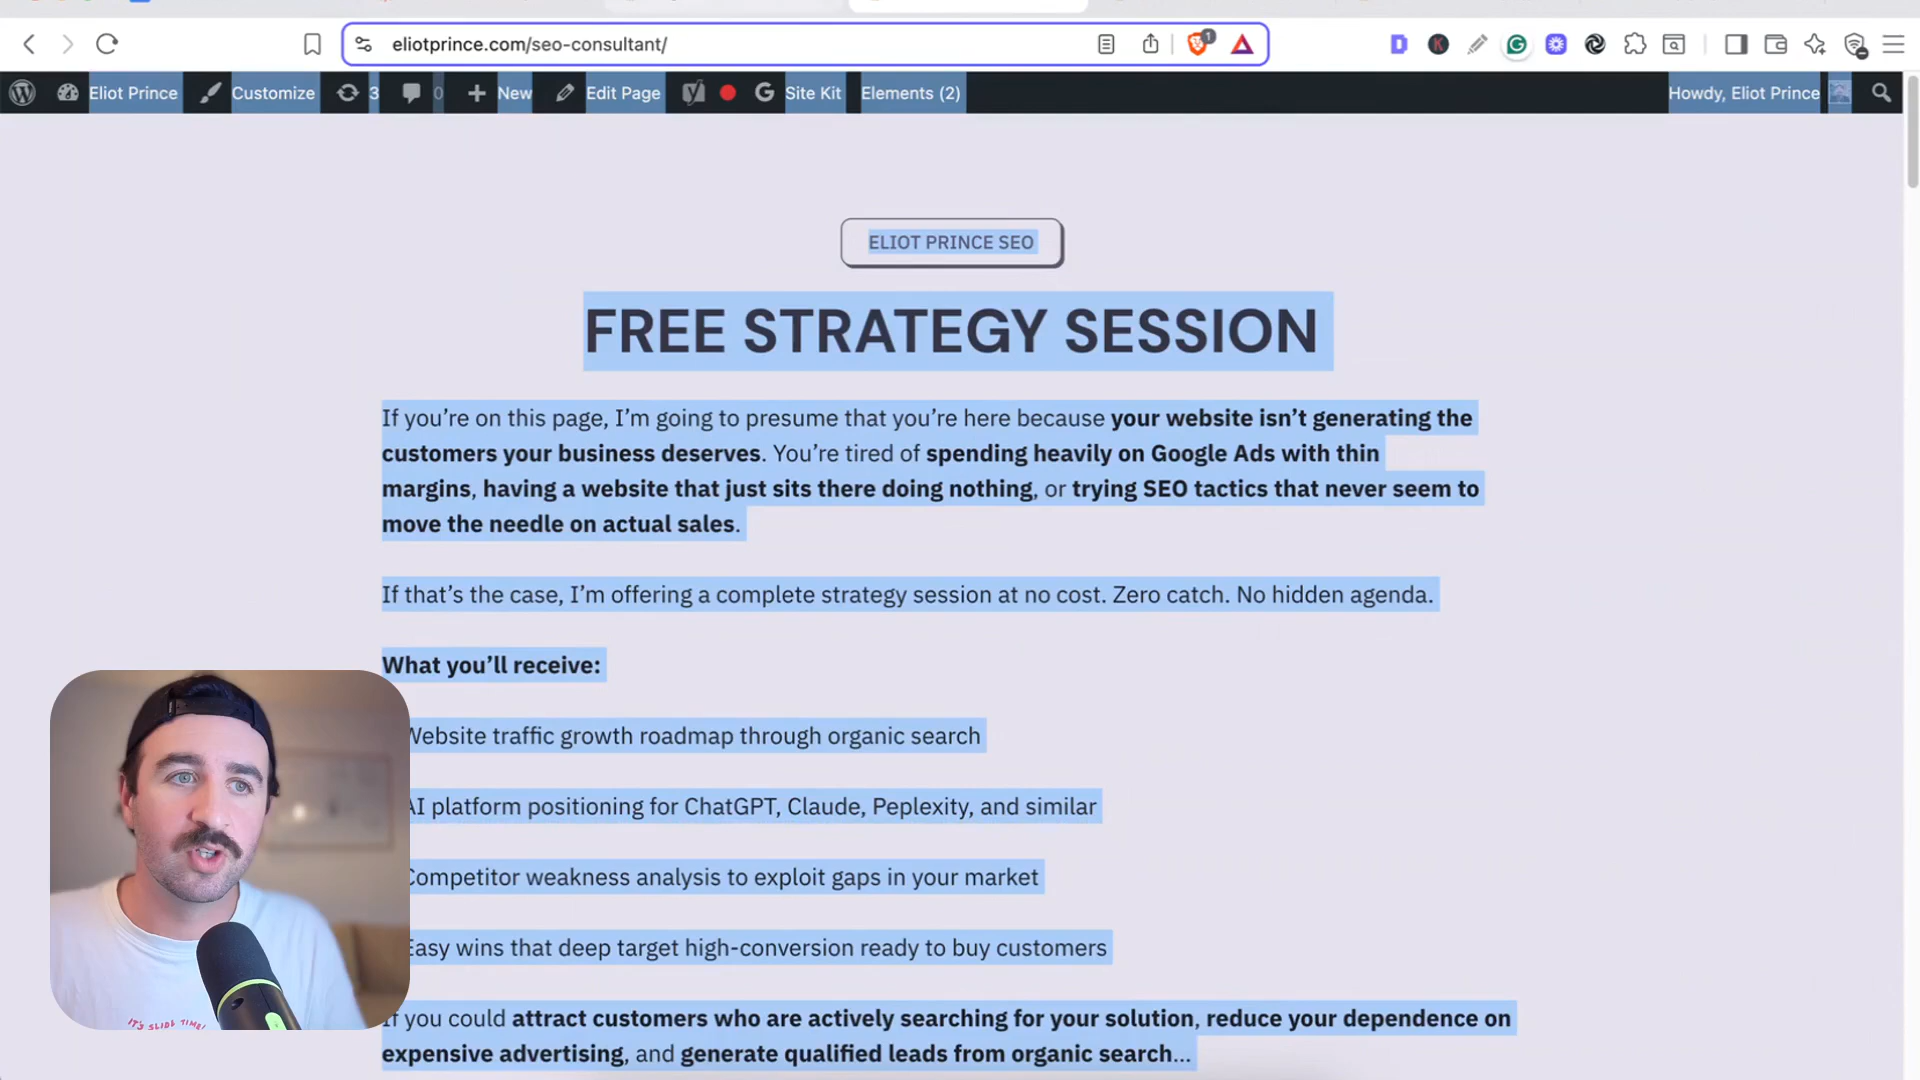 eliotprince.com/seo-consultant/
1
Eliot Prince Customize 3 0 New Edit Page Site Kit Elements (2) Howdy, Eliot Prince
ELIOT PRINCE SEO
FREE STRATEGY SESSION
If you’re on this page, I’m going to presume that you’re here because your website isn’t generating the
customers your business deserves. You’re tired of spending heavily on Google Ads with thin
margins, having a website that just sits there doing nothing, or trying SEO tactics that never seem to
move the needle on actual sales.
If that’s the case, I’m offering a complete strategy session at no cost. Zero catch. No hidden agenda.
What you’ll receive:
Website traffic growth roadmap through organic search
AI platform positioning for ChatGPT, Claude, Peplexity, and similar
Competitor weakness analysis to exploit gaps in your market
Easy wins that deep target high-conversion ready to buy customers
If you could attract customers who are actively searching for your solution, reduce your dependence on
expensive advertising, and generate qualified leads from organic search...
IT'S SLIDE TIME!